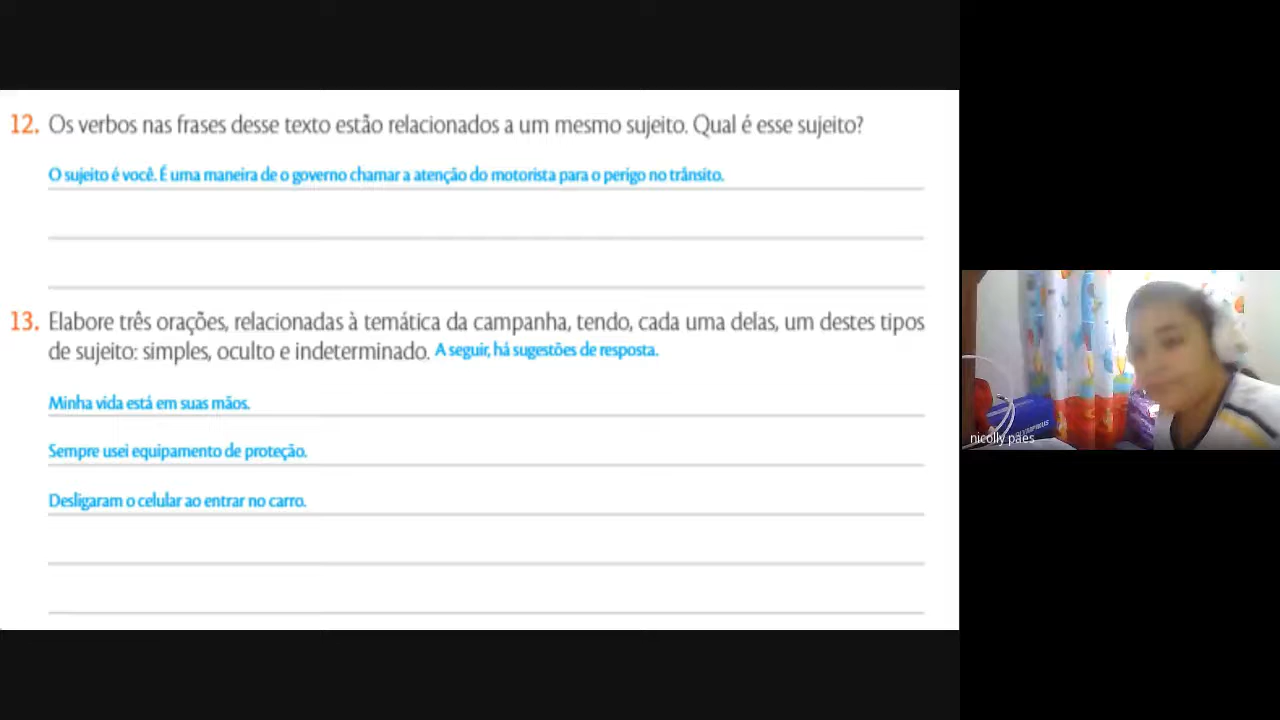 12. Os verbos nas frases desse texto estão relacionados a um mesmo sujeito. Qual é esse sujeito?
O sujeito é você. É uma maneira de o governo chamar a atenção do motorista para o perigo no trânsito.
13. Elabore três orações, relacionadas à temática da campanha, tendo, cada uma delas, um destes tipos
de sujeito: simples, oculto e indeterminado. A seguir, há sugestões de resposta.
Minha vida está em suas mãos.
Sempre usei equipamento de proteção.
Desligaram o celular ao entrar no carro.
OLYMPIKUS
nicolly paes